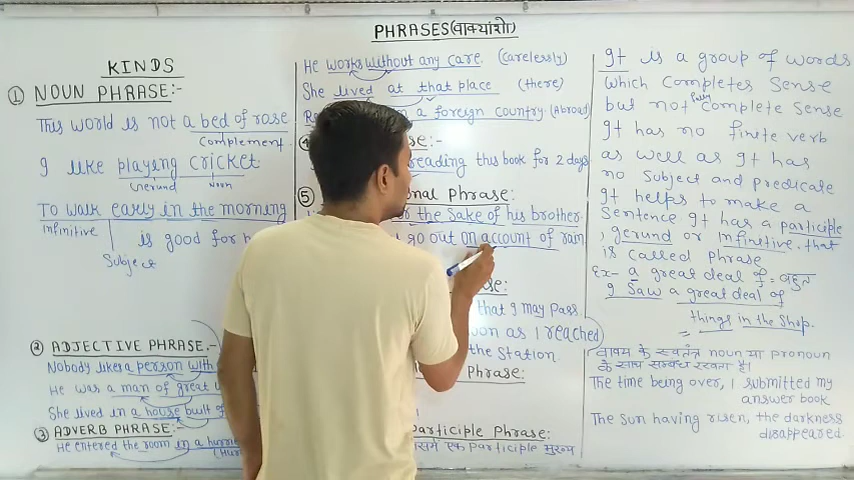 PHRASES(वाक्यांशो)
KINDS
① NOUN PHRASE:-
This world is not a bed of rose
Complement
I like playing cricket
Gerund Noun
To walk early in the morning
Infinitive
is good for
Subject
② ADJECTIVE PHRASE.-
Nobody likes a person with
He was a man of great
She lived in a house built of
③ ADVERB PHRASE:-
He entered the room in a hurried
He works without any care. (Carelessly)
She lived at that place (there)
in a foreign country (Abroad)
④
reading this book for 2 days
⑤ Phrase:
for the Sake of his brother.
go out on account of rain
that I may pass.
soon as I reached
the Station.
Phrase:
participle Phrase:
जिसमें एक Participle मुख्य
It is a group of words
which completes Sense
but not fully Complete Sense
It has no finite verb
as well as It has
no Subject and predicate
It helps to make a
Sentence It has a participle
, gerund or Infinitive. that
is called Phrase
Ex- a great deal of = बहुत
I Saw a great deal of
things in the Shop.
वाक्य के स्वतंत्र noun या pronoun
के साथ सम्बंध रखता है।
The time being over, I submitted my
answer book
The Sun having risen, the darkness
disappeared.